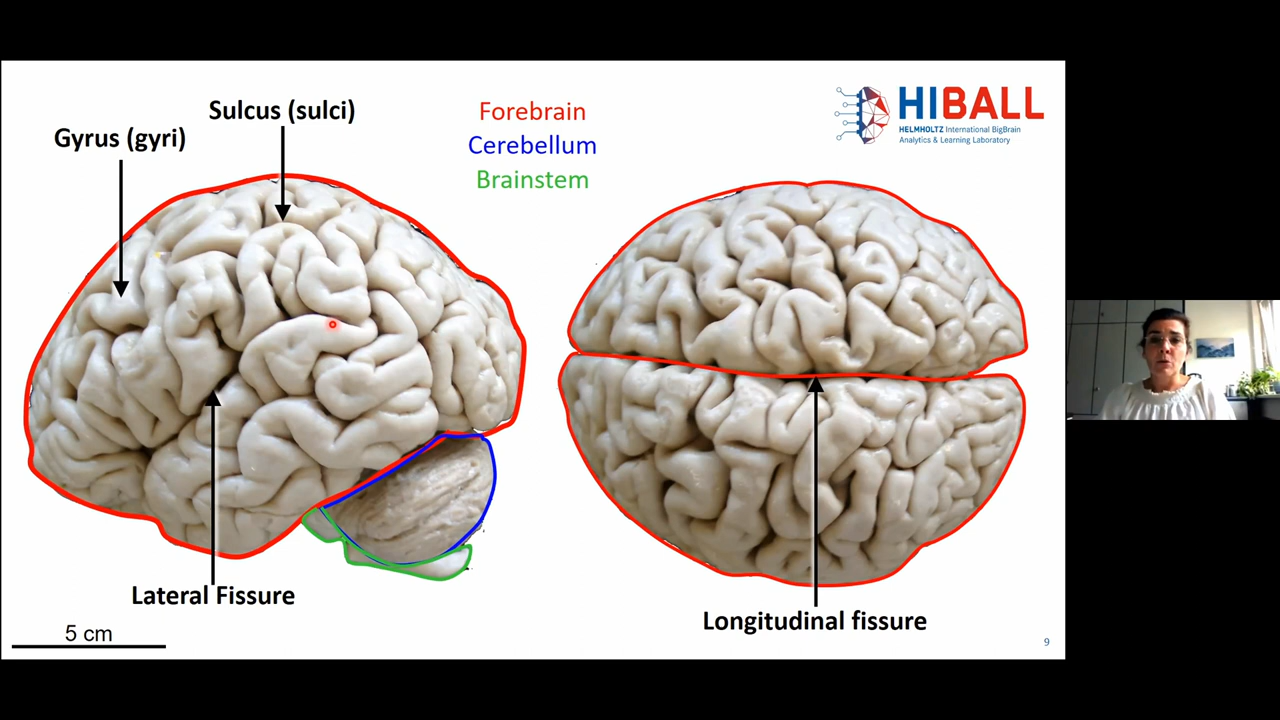 Sulcus (sulci)
Gyrus (gyri)
Forebrain
Cerebellum
Brainstem
HIBALL
HELMHOLTZ International BigBrain
Analytics & Learning Laboratory
Lateral Fissure
Longitudinal fissure
5 cm
9